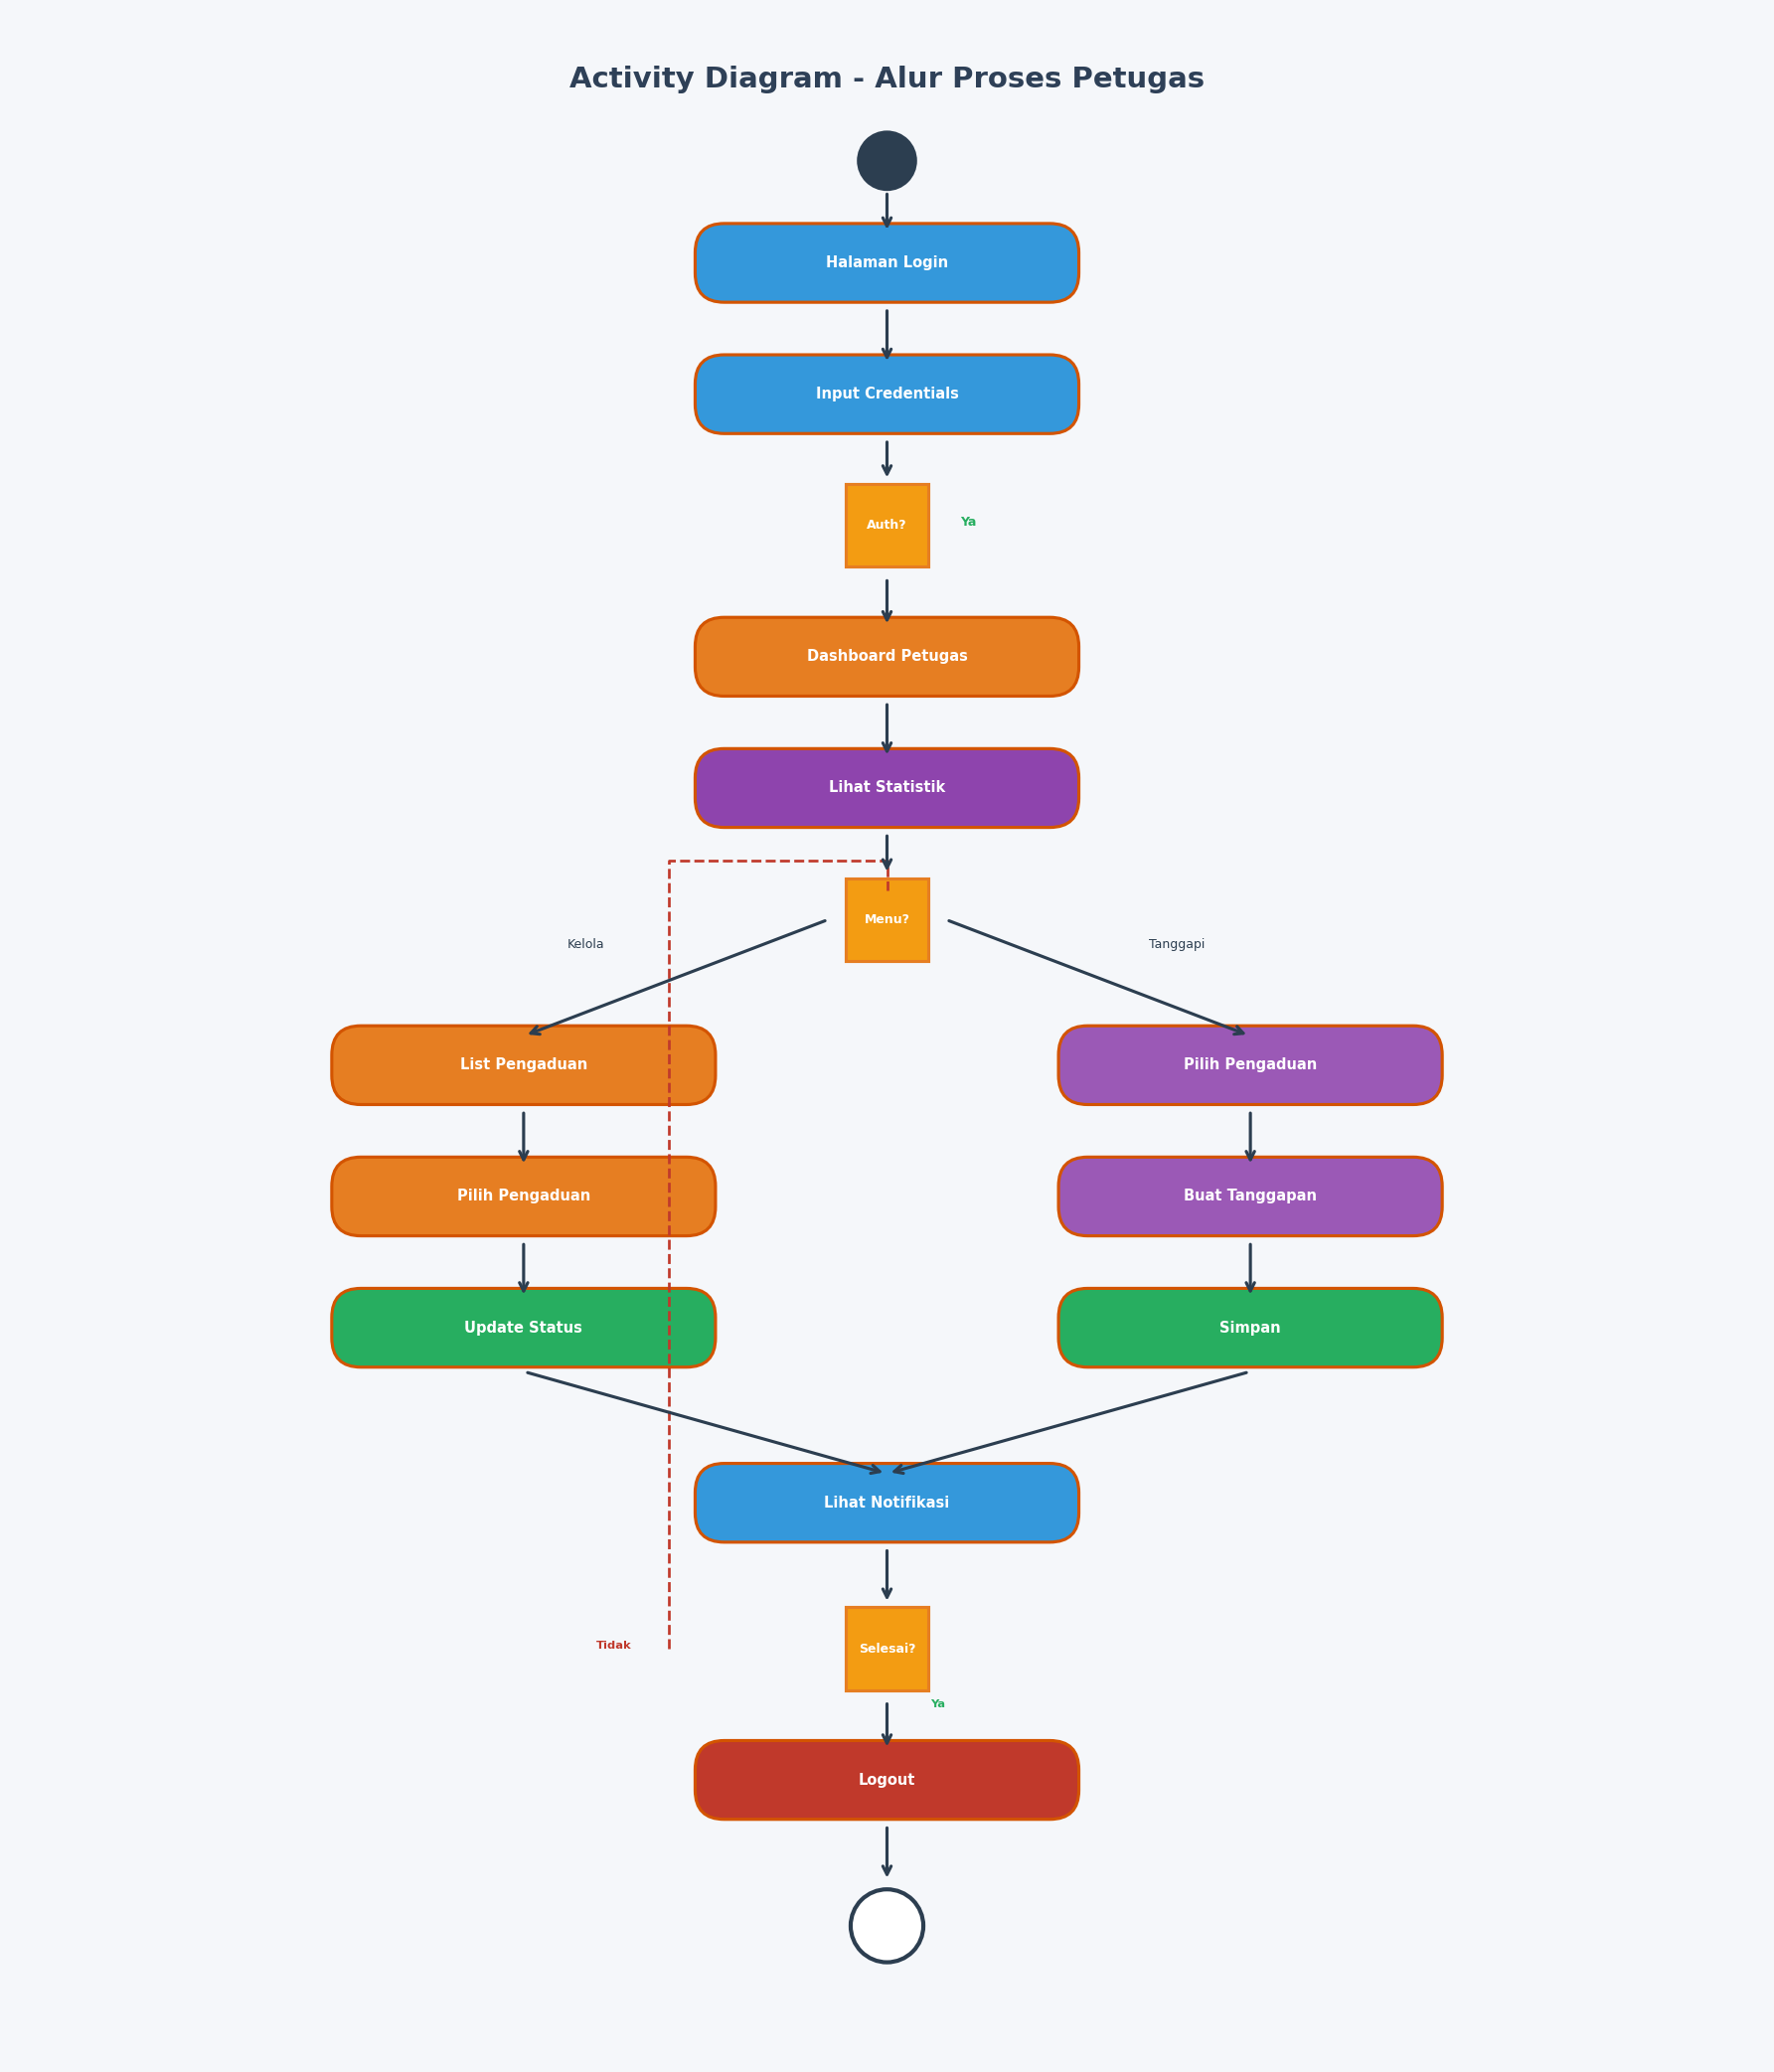 Activity Diagram - Alur Proses Petugas
Halaman Login
Input Credentials
Auth?
Ya
Dashboard Petugas
Lihat Statistik
Menu?
Kelola
Tanggapi
List Pengaduan
Pilih Pengaduan
Pilih Pengaduan
Buat Tanggapan
Update Status
Simpan
Lihat Notifikasi
Tidak
Selesai?
Ya
Logout